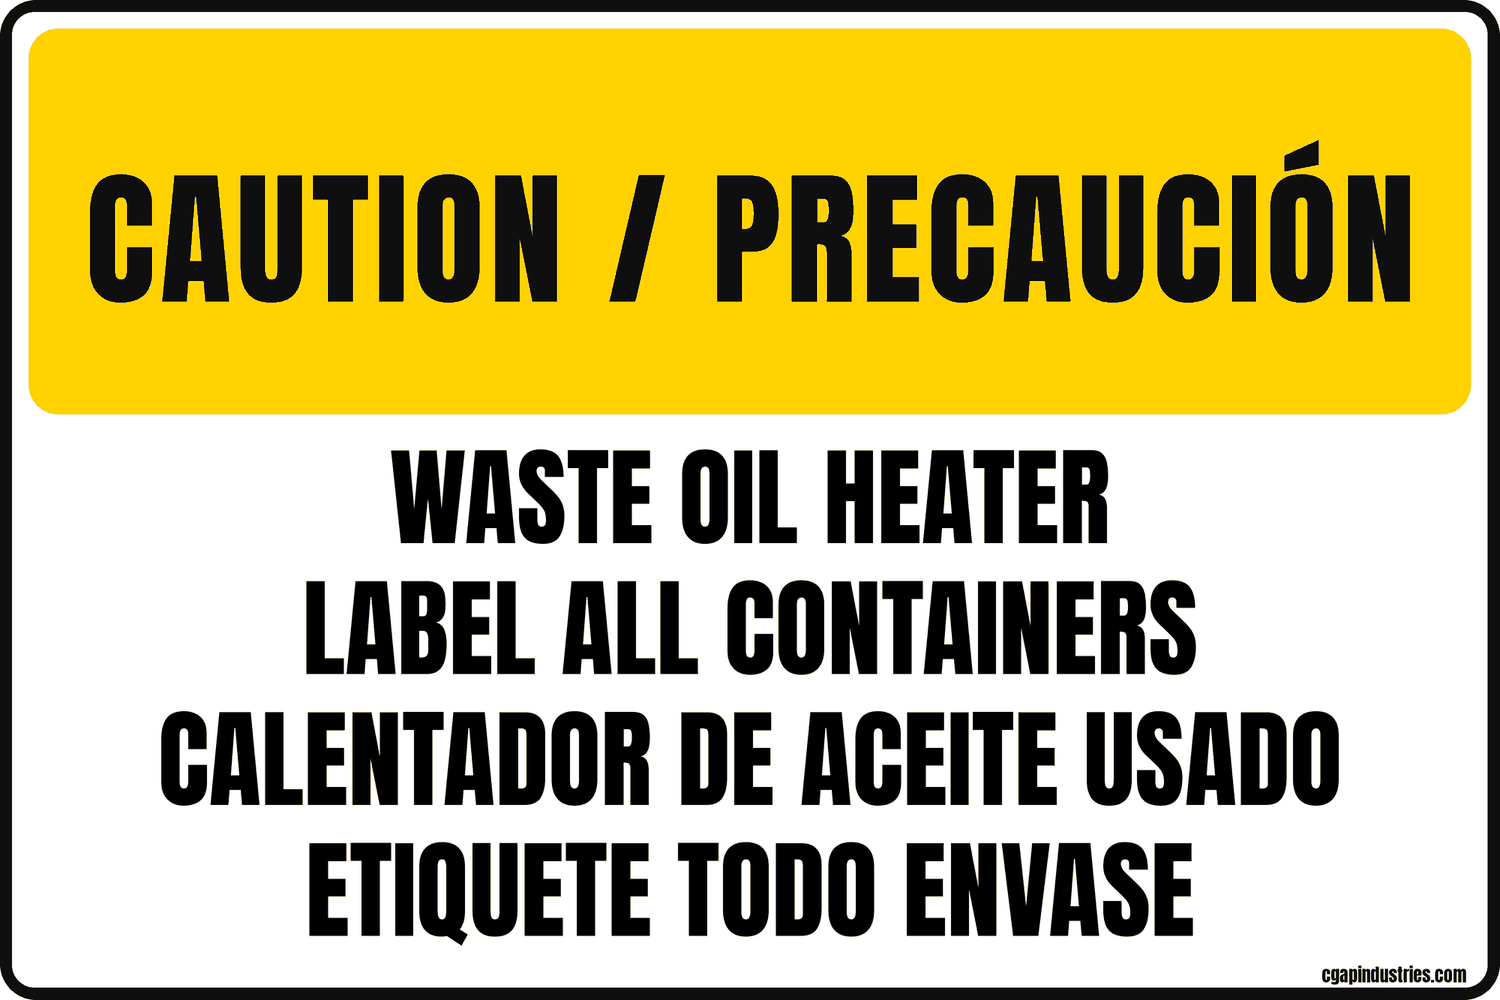 CAUTION / PRECAUCIÓN
WASTE OIL HEATER
LABEL ALL CONTAINERS
CALENTADOR DE ACEITE USADO
ETIQUETE TODO ENVASE
cgapindustries.com